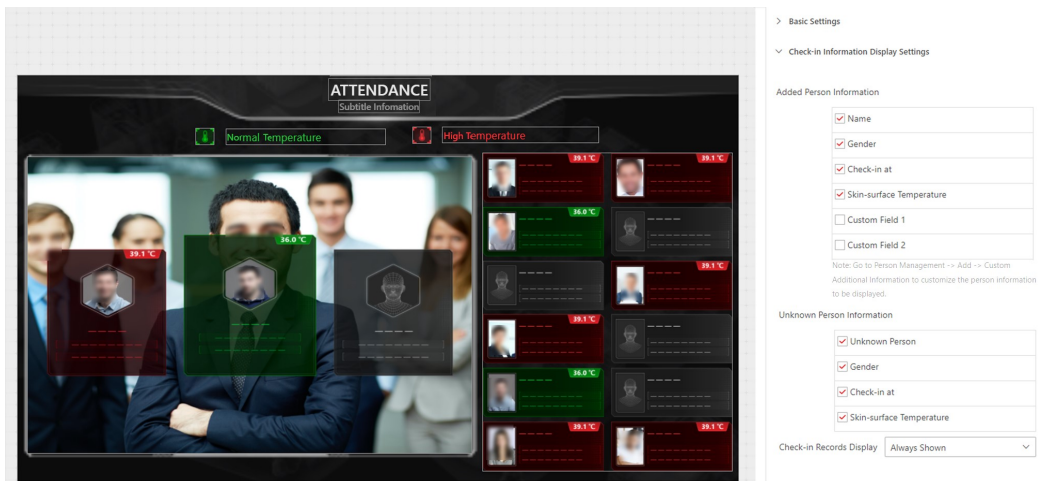 ATTENDANCE
Subtitle Infomation
Normal Temperature
High Temperature
39.1 °C
36.0 °C
39.1 °C
39.1 °C
36.0 °C
39.1 °C
39.1 °C
36.0 °C
39.1 °C
39.1 °C
Basic Settings
Check-in Information Display Settings
Added Person Information
Name
Gender
Check-in at
Skin-surface Temperature
Custom Field 1
Custom Field 2
Note: Go to Person Management -> Add -> Custom
Additional Information to customize the person information
to be displayed.
Unknown Person Information
Unknown Person
Gender
Check-in at
Skin-surface Temperature
Check-in Records Display Always Shown